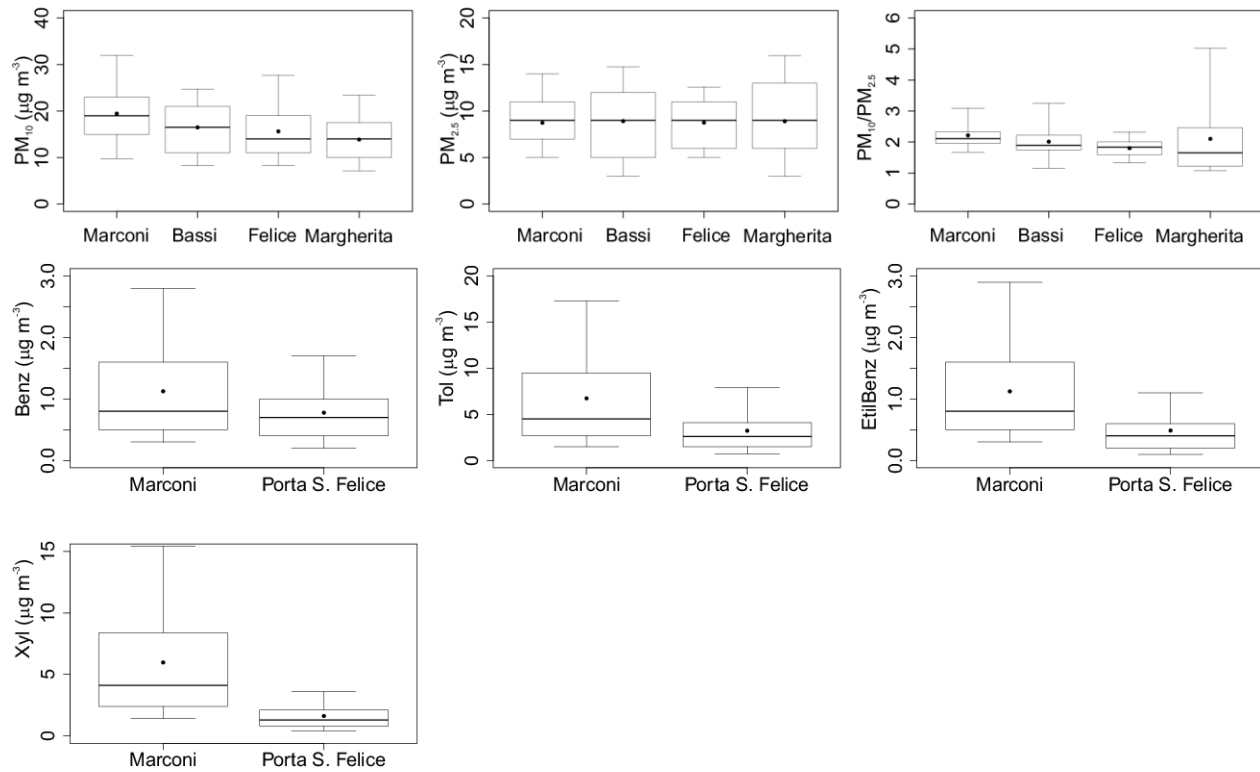 PM₁₀ (μg m⁻³)
40
30
20
10
0
Marconi Bassi Felice Margherita
PM₂.₅ (μg m⁻³)
20
15
10
5
0
Marconi Bassi Felice Margherita
PM₁₀/PM₂.₅
6
5
4
3
2
1
0
Marconi Bassi Felice Margherita
Benz (μg m⁻³)
3.0
2.0
1.0
0.0
Marconi Porta S. Felice
Tol (μg m⁻³)
20
15
10
5
0
Marconi Porta S. Felice
EtilBenz (μg m⁻³)
3.0
2.0
1.0
0.0
Marconi Porta S. Felice
Xyl (μg m⁻³)
15
10
5
0
Marconi Porta S. Felice